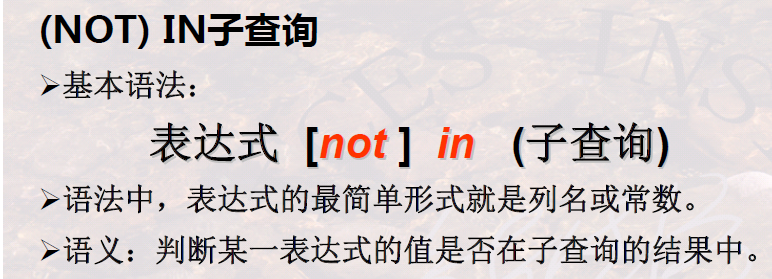 (NOT) IN子查询
➢基本语法：
表达式 [not ] in (子查询)
➢语法中，表达式的最简单形式就是列名或常数。
➢语义：判断某一表达式的值是否在子查询的结果中。